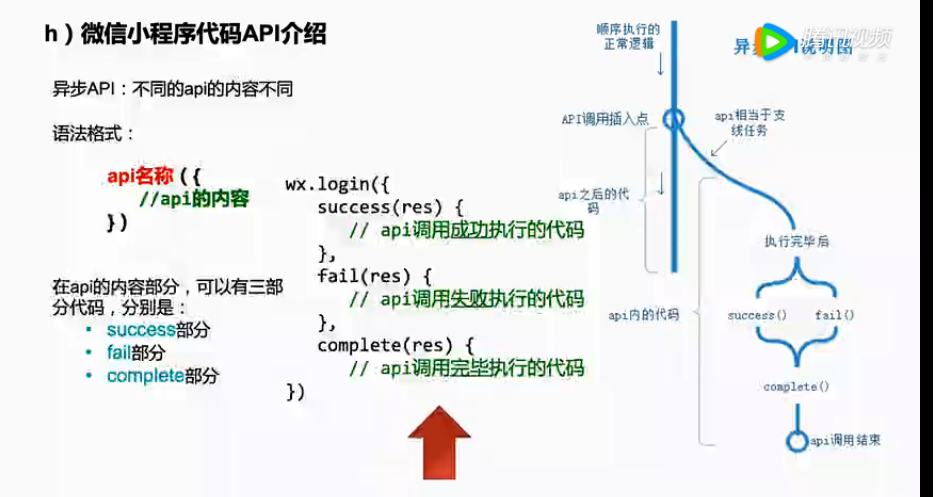 h）微信小程序代码API介绍
异步API：不同的api的内容不同
语法格式：
api名称（{
//api的内容
}）
在api的内容部分，可以有三部
分代码，分别是：
• success部分
• fail部分
• complete部分
wx.login({
success(res) {
// api调用成功执行的代码
},
fail(res) {
// api调用失败执行的代码
},
complete(res) {
// api调用完毕执行的代码
})
顺序执行的
正常逻辑
腾讯视频
API调用插入点
api相当于支
线任务
api之后的代
码
执行完毕后
api内的代码
success()
fail()
complete()
api调用结束